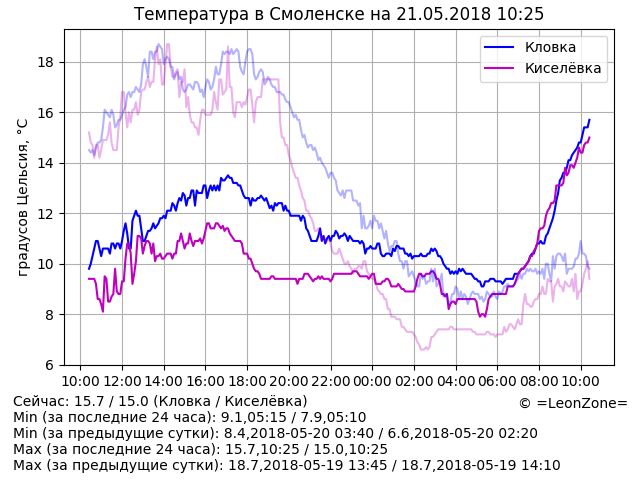 Температура в Смоленске на 21.05.2018 10:25
Кловка
Киселёвка
градусов Цельсия, °C
18
16
14
12
10
8
6
10:00 12:00 14:00 16:00 18:00 20:00 22:00 00:00 02:00 04:00 06:00 08:00 10:00
Сейчас: 15.7 / 15.0 (Кловка / Киселёвка)
© =LeonZone=
Min (за последние 24 часа): 9.1,05:15 / 7.9,05:10
Min (за предыдущие сутки): 8.4,2018-05-20 03:40 / 6.6,2018-05-20 02:20
Max (за последние 24 часа): 15.7,10:25 / 15.0,10:25
Max (за предыдущие сутки): 18.7,2018-05-19 13:45 / 18.7,2018-05-19 14:10